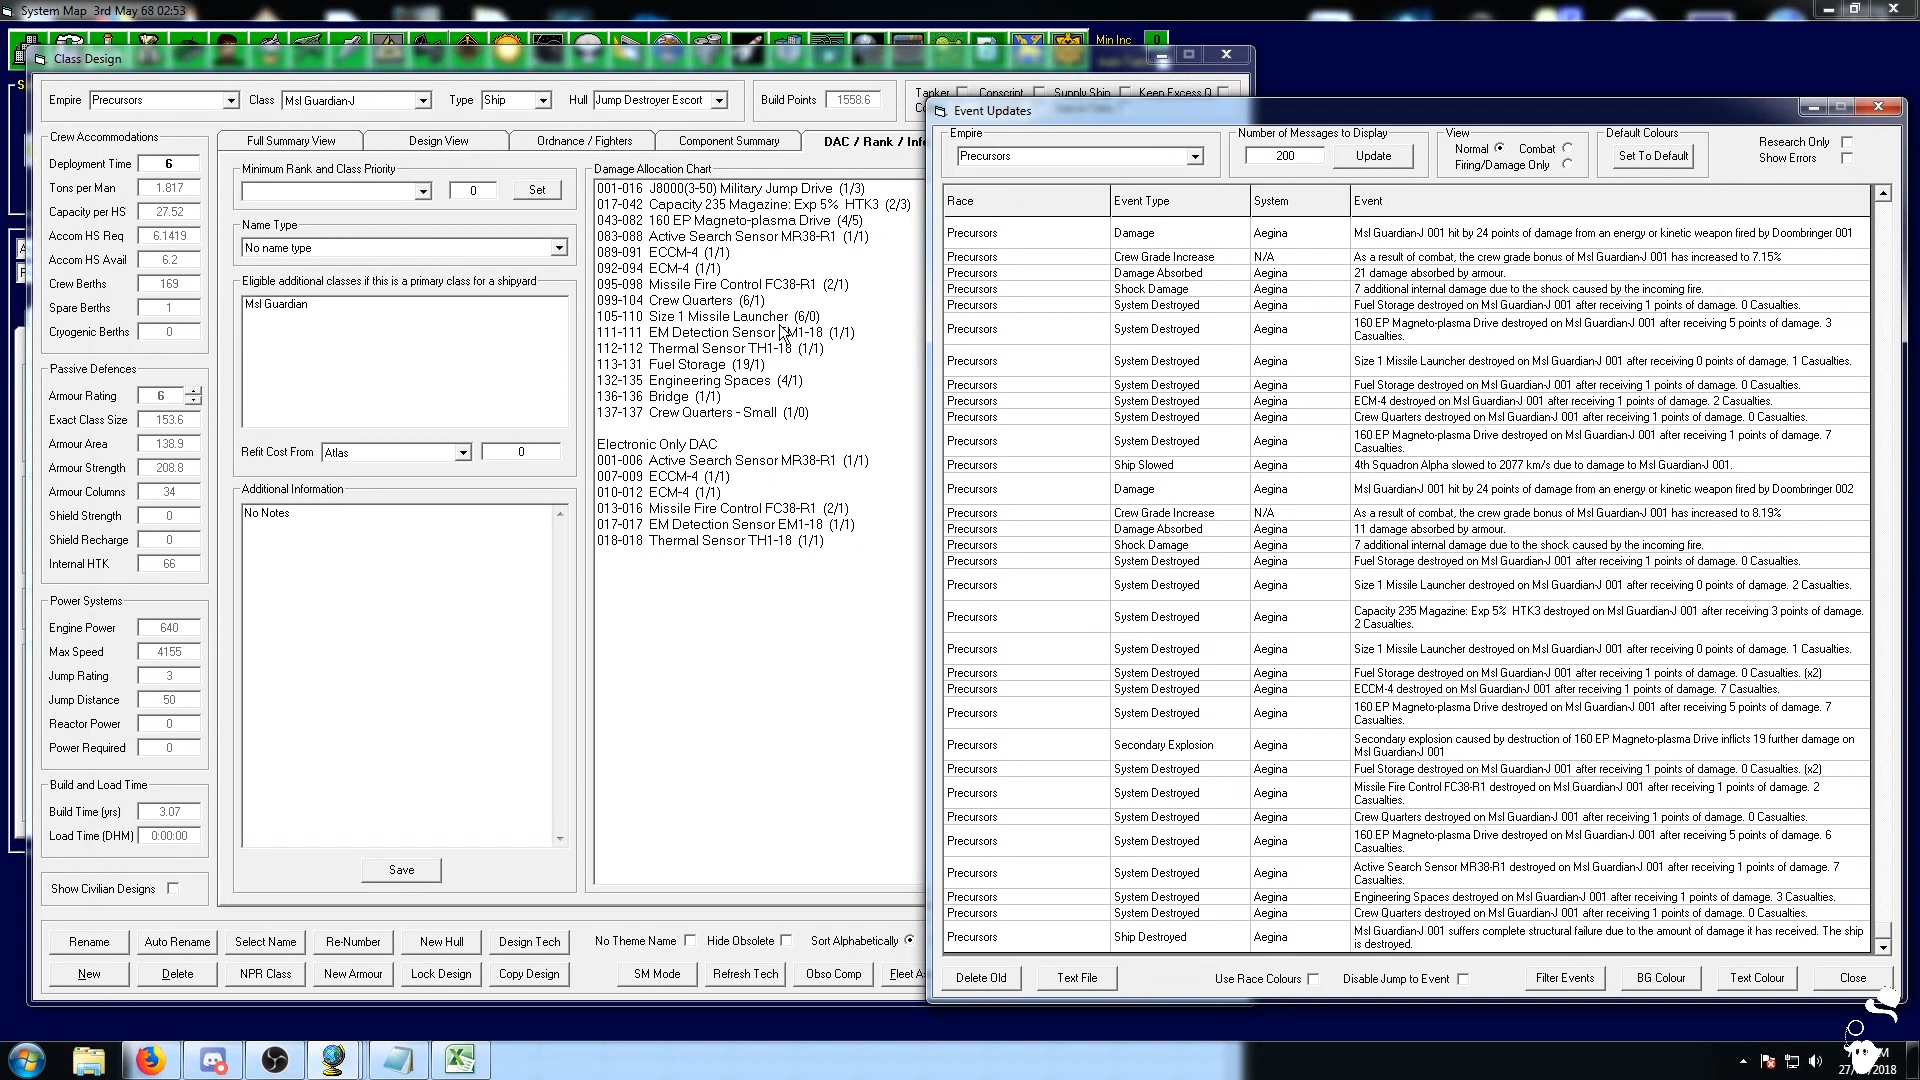 System Map  3rd May 68 02:53
Min Inc 0
Class Design
Empire Precursors Class Msl Guardian-J Type Ship Hull Jump Destroyer Escort Build Points 1558.6
Tanker Conscript Supply Ship Keep Excess Q
Crew Accommodations
Deployment Time 6
Tons per Man 1.817
Capacity per HS 27.52
Accom HS Req 6.1419
Accom HS Avail 6.2
Crew Berths 169
Spare Berths 1
Cryogenic Berths 0
Passive Defences
Armour Rating 6
Exact Class Size 153.6
Armour Area 138.9
Armour Strength 208.8
Armour Columns 34
Shield Strength 0
Shield Recharge 0
Internal HTK 66
Power Systems
Engine Power 640
Max Speed 4155
Jump Rating 3
Jump Distance 50
Reactor Power 0
Power Required 0
Build and Load Time
Build Time (yrs) 3.07
Load Time (DHM) 0:00:00
Show Civilian Designs
Full Summary View Design View Ordnance / Fighters Component Summary DAC / Rank / Info
Minimum Rank and Class Priority
0 Set
Name Type
No name type
Eligible additional classes if this is a primary class for a shipyard
Msl Guardian
Refit Cost From Atlas 0
Additional Information
No Notes
Save
Damage Allocation Chart
001-016 J8000(3-50) Military Jump Drive (1/3)
017-042 Capacity 235 Magazine: Exp 5%  HTK3 (2/3)
043-082 160 EP Magneto-plasma Drive (4/5)
083-088 Active Search Sensor MR38-R1 (1/1)
089-091 ECCM-4 (1/1)
092-094 ECM-4 (1/1)
095-098 Missile Fire Control FC38-R1 (2/1)
099-104 Crew Quarters (6/1)
105-110 Size 1 Missile Launcher (6/0)
111-111 EM Detection Sensor EM1-18 (1/1)
112-112 Thermal Sensor TH1-18 (1/1)
113-131 Fuel Storage (19/1)
132-135 Engineering Spaces (4/1)
136-136 Bridge (1/1)
137-137 Crew Quarters - Small (1/0)
Electronic Only DAC
001-006 Active Search Sensor MR38-R1 (1/1)
007-009 ECCM-4 (1/1)
010-012 ECM-4 (1/1)
013-016 Missile Fire Control FC38-R1 (2/1)
017-017 EM Detection Sensor EM1-18 (1/1)
018-018 Thermal Sensor TH1-18 (1/1)
Rename Auto Rename Select Name Re-Number New Hull Design Tech No Theme Name Hide Obsolete Sort Alphabetically
New Delete NPR Class New Armour Lock Design Copy Design SM Mode Refresh Tech Obso Comp
Event Updates
Empire Number of Messages to Display View Default Colours
Precursors 200 Update Normal Combat Set To Default Research Only
Firing/Damage Only Show Errors
Race Event Type System Event
Precursors Damage Aegina Msl Guardian-J 001 hit by 24 points of damage from an energy or kinetic weapon fired by Doombringer 001
Precursors Crew Grade Increase N/A As a result of combat, the crew grade bonus of Msl Guardian-J 001 has increased to 7.15%
Precursors Damage Absorbed Aegina 21 damage absorbed by armour.
Precursors Shock Damage Aegina 7 additional internal damage due to the shock caused by the incoming fire.
Precursors System Destroyed Aegina Fuel Storage destroyed on Msl Guardian-J 001 after receiving 1 points of damage. 0 Casualties.
Precursors System Destroyed Aegina 160 EP Magneto-plasma Drive destroyed on Msl Guardian-J 001 after receiving 5 points of damage. 3
Casualties.
Precursors System Destroyed Aegina Size 1 Missile Launcher destroyed on Msl Guardian-J 001 after receiving 0 points of damage. 1 Casualties.
Precursors System Destroyed Aegina Fuel Storage destroyed on Msl Guardian-J 001 after receiving 1 points of damage. 0 Casualties.
Precursors System Destroyed Aegina ECM-4 destroyed on Msl Guardian-J 001 after receiving 1 points of damage. 2 Casualties.
Precursors System Destroyed Aegina Crew Quarters destroyed on Msl Guardian-J 001 after receiving 1 points of damage. 0 Casualties.
Precursors System Destroyed Aegina 160 EP Magneto-plasma Drive destroyed on Msl Guardian-J 001 after receiving 5 points of damage. 7
Casualties.
Precursors Ship Slowed Aegina 4th Squadron Alpha slowed to 2077 km/s due to damage to Msl Guardian-J 001.
Precursors Damage Aegina Msl Guardian-J 001 hit by 24 points of damage from an energy or kinetic weapon fired by Doombringer 002
Precursors Crew Grade Increase N/A As a result of combat, the crew grade bonus of Msl Guardian-J 001 has increased to 8.19%
Precursors Damage Absorbed Aegina 11 damage absorbed by armour.
Precursors Shock Damage Aegina 7 additional internal damage due to the shock caused by the incoming fire.
Precursors System Destroyed Aegina Fuel Storage destroyed on Msl Guardian-J 001 after receiving 1 points of damage. 0 Casualties.
Precursors System Destroyed Aegina Size 1 Missile Launcher destroyed on Msl Guardian-J 001 after receiving 0 points of damage. 2 Casualties.
Precursors System Destroyed Aegina Capacity 235 Magazine: Exp 5%  HTK3 destroyed on Msl Guardian-J 001 after receiving 3 points of damage.
2 Casualties.
Precursors System Destroyed Aegina Size 1 Missile Launcher destroyed on Msl Guardian-J 001 after receiving 0 points of damage. 1 Casualties.
Precursors System Destroyed Aegina Fuel Storage destroyed on Msl Guardian-J 001 after receiving 1 points of damage. 0 Casualties. (x2)
Precursors System Destroyed Aegina ECCM-4 destroyed on Msl Guardian-J 001 after receiving 1 points of damage. 7 Casualties.
Precursors System Destroyed Aegina 160 EP Magneto-plasma Drive destroyed on Msl Guardian-J 001 after receiving 5 points of damage. 7
Casualties.
Precursors Secondary Explosion Aegina Secondary explosion caused by destruction of 160 EP Magneto-plasma Drive inflicts 19 further damage on
Msl Guardian-J 001
Precursors System Destroyed Aegina Fuel Storage destroyed on Msl Guardian-J 001 after receiving 1 points of damage. 0 Casualties. (x2)
Precursors System Destroyed Aegina Missile Fire Control FC38-R1 destroyed on Msl Guardian-J 001 after receiving 1 points of damage. 2
Casualties.
Precursors System Destroyed Aegina Crew Quarters destroyed on Msl Guardian-J 001 after receiving 1 points of damage. 0 Casualties.
Precursors System Destroyed Aegina 160 EP Magneto-plasma Drive destroyed on Msl Guardian-J 001 after receiving 5 points of damage. 6
Casualties.
Precursors System Destroyed Aegina Active Search Sensor MR38-R1 destroyed on Msl Guardian-J 001 after receiving 1 points of damage. 7
Casualties.
Precursors System Destroyed Aegina Engineering Spaces destroyed on Msl Guardian-J 001 after receiving 1 points of damage. 3 Casualties.
Precursors System Destroyed Aegina Crew Quarters destroyed on Msl Guardian-J 001 after receiving 1 points of damage. 0 Casualties.
Precursors Ship Destroyed Aegina Msl Guardian-J 001 suffers complete structural failure due to the amount of damage it has received. The ship
is destroyed.
Delete Old Text File Use Race Colours Disable Jump to Event Filter Events BG Colour Text Colour Close